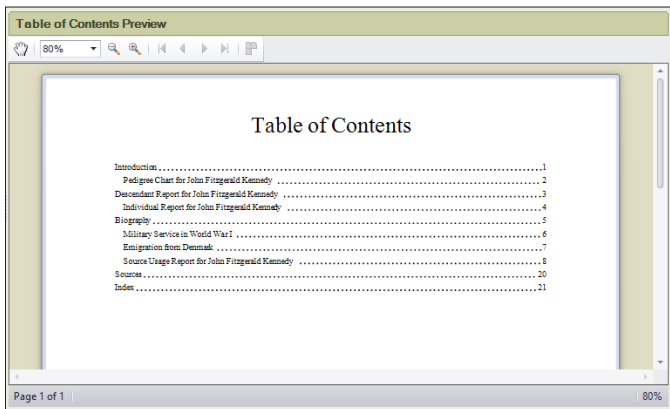 Table of Contents Preview
80%
Table of Contents
Introduction ........ 1
Pedigree Chart for John Fitzgerald Kennedy ........ 2
Descendant Report for John Fitzgerald Kennedy ........ 3
Individual Report for John Fitzgerald Kennedy ........ 4
Biography ........ 5
Military Service in World War I ........ 6
Emigration from Denmark ........ 7
Source Usage Report for John Fitzgerald Kennedy ........ 8
Sources ........ 20
Index ........ 21
Page 1 of 1 80%